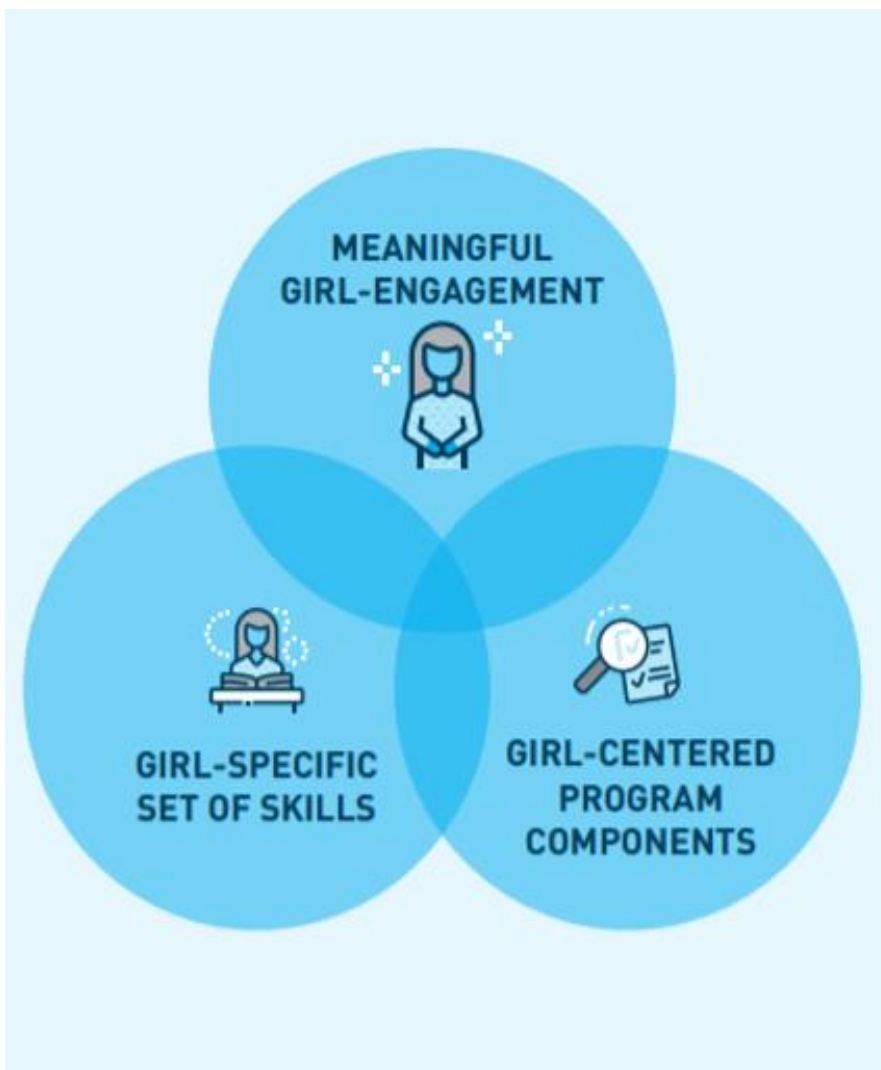 MEANINGFUL
GIRL-ENGAGEMENT
GIRL-SPECIFIC
SET OF SKILLS
GIRL-CENTERED
PROGRAM
COMPONENTS